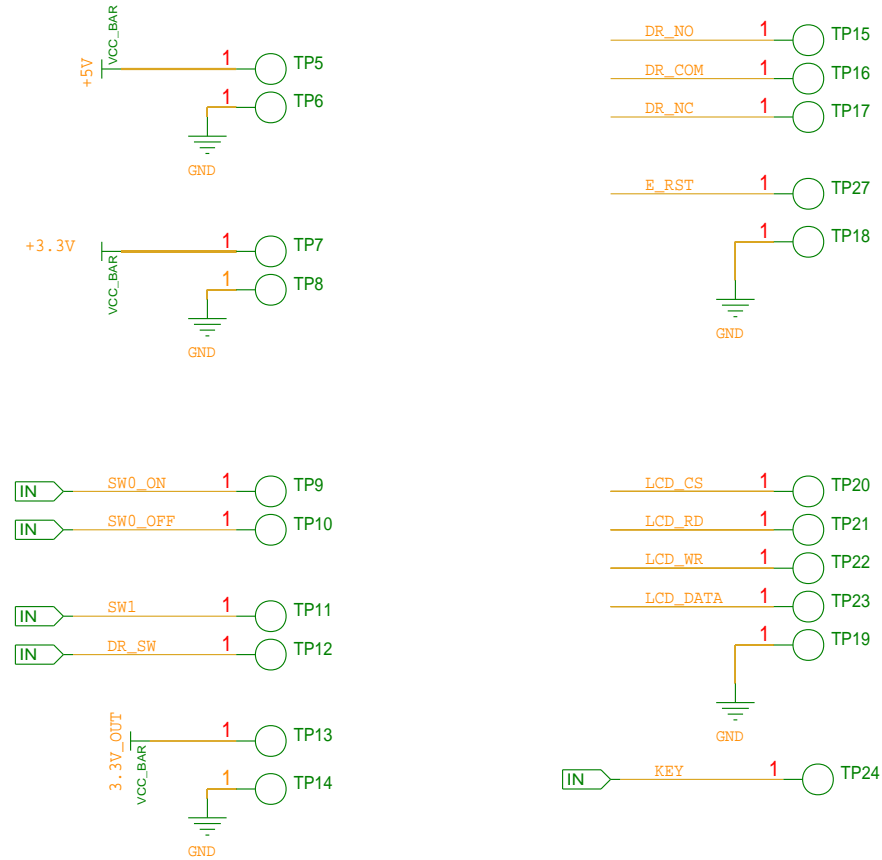 VCC_BAR
+5V
1
TP5
1
TP6
GND
+3.3V
VCC_BAR
1
TP7
1
TP8
GND
IN
SW0_ON
1
TP9
IN
SW0_OFF
1
TP10
IN
SW1
1
TP11
IN
DR_SW
1
TP12
3.3V_OUT
VCC_BAR
1
TP13
1
TP14
GND
DR_NO
1
TP15
DR_COM
1
TP16
DR_NC
1
TP17
E_RST
1
TP27
1
TP18
GND
LCD_CS
1
TP20
LCD_RD
1
TP21
LCD_WR
1
TP22
LCD_DATA
1
TP23
1
TP19
GND
IN
KEY
1
TP24